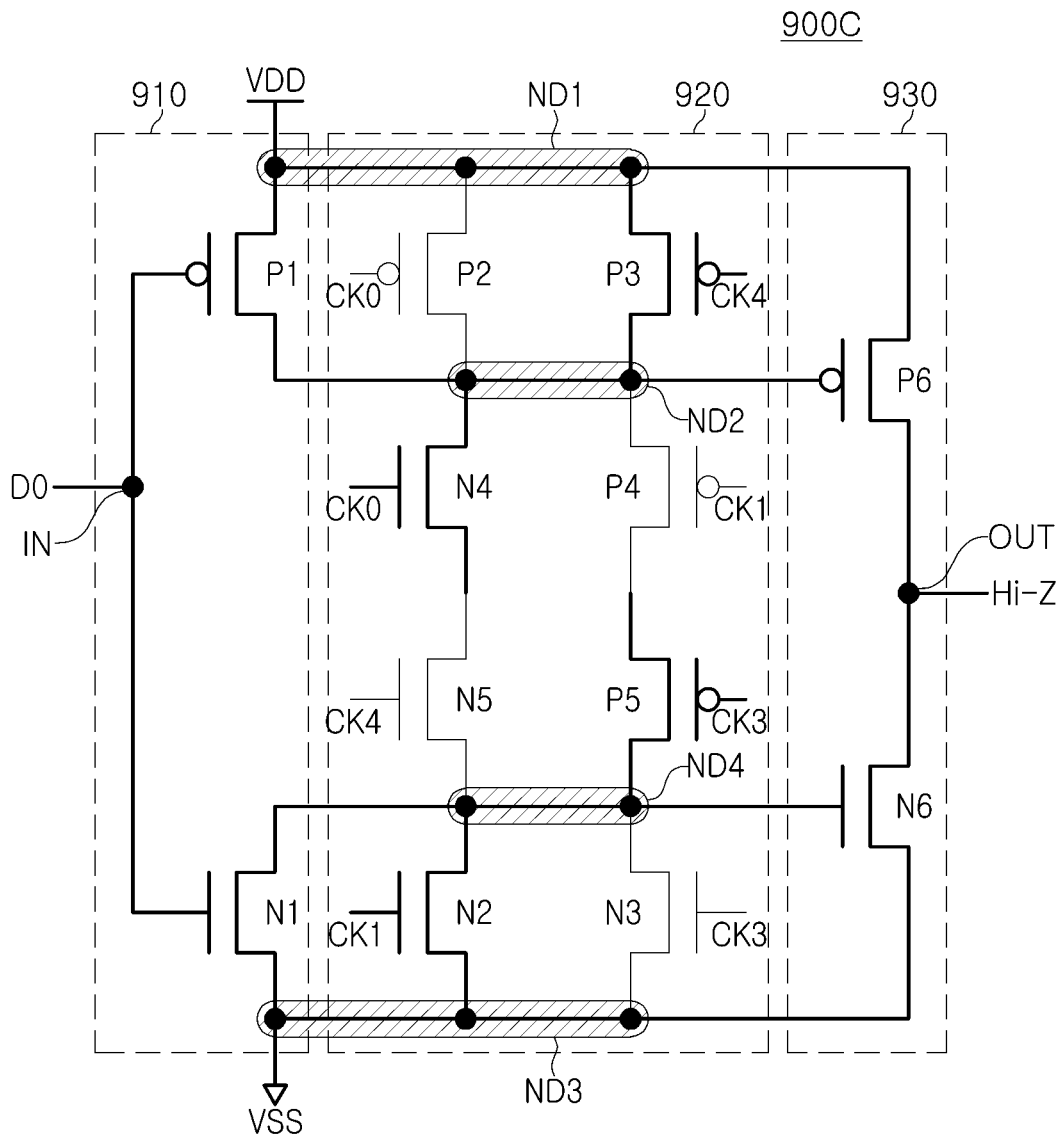 900C
910
VDD
ND1
920
930
P1
CK0
P2
P3
CK4
P6
ND2
D0
IN
CK0
N4
P4
CK1
OUT
Hi-Z
CK4
N5
P5
CK3
ND4
N6
N1
CK1
N2
N3
CK3
ND3
VSS